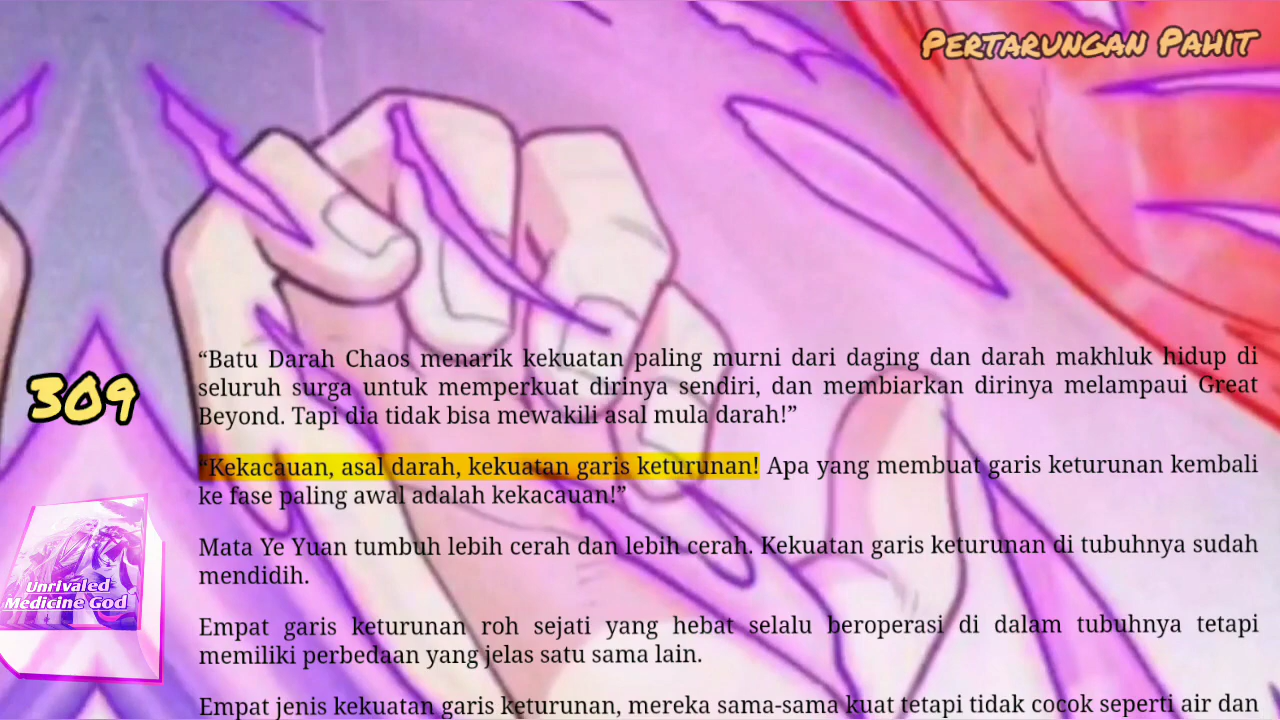 Pertarungan Pahit
“Batu Darah Chaos menarik kekuatan paling murni dari daging dan darah makhluk hidup di
seluruh surga untuk memperkuat dirinya sendiri, dan membiarkan dirinya melampaui Great
Beyond. Tapi dia tidak bisa mewakili asal mula darah!”
309
“Kekacauan, asal darah, kekuatan garis keturunan! Apa yang membuat garis keturunan kembali
ke fase paling awal adalah kekacauan!”
Mata Ye Yuan tumbuh lebih cerah dan lebih cerah. Kekuatan garis keturunan di tubuhnya sudah
mendidih.
Unrivaled
Medicine God
Empat garis keturunan roh sejati yang hebat selalu beroperasi di dalam tubuhnya tetapi
memiliki perbedaan yang jelas satu sama lain.
Empat jenis kekuatan garis keturunan, mereka sama-sama kuat tetapi tidak cocok seperti air dan